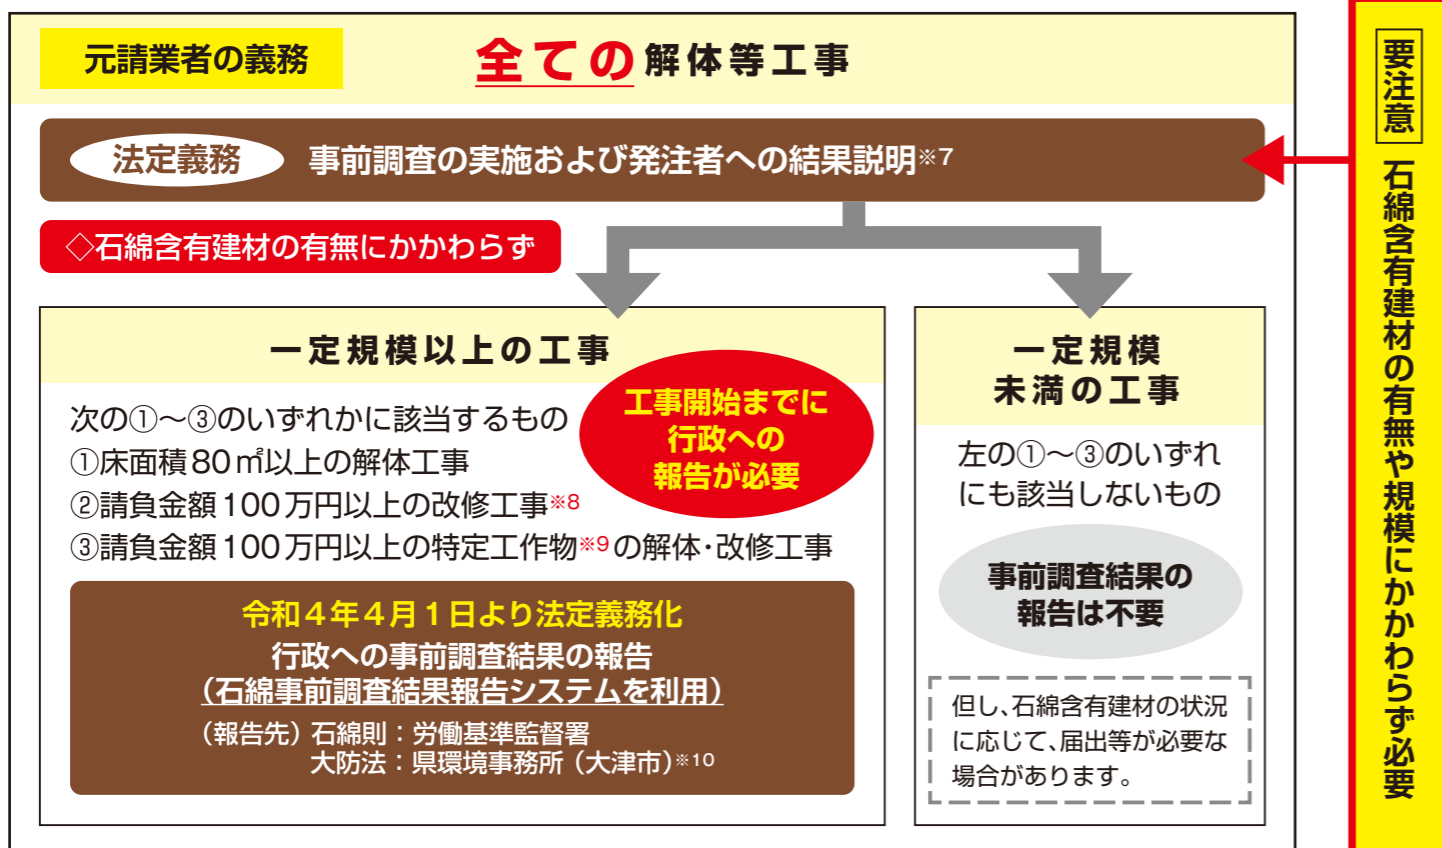 元請業者の義務
全ての解体等工事
法定義務 事前調査の実施および発注者への結果説明※7
◇石綿含有建材の有無にかかわらず
一定規模以上の工事
次の①～③のいずれかに該当するもの
①床面積80㎡以上の解体工事
②請負金額100万円以上の改修工事※8
③請負金額100万円以上の特定工作物※9の解体・改修工事
工事開始までに
行政への
報告が必要
令和4年4月1日より法定義務化
行政への事前調査結果の報告
（石綿事前調査結果報告システムを利用）
（報告先）石綿則：労働基準監督署
大防法：県環境事務所（大津市）※10
一定規模
未満の工事
左の①～③のいずれ
にも該当しないもの
事前調査結果の
報告は不要
但し、石綿含有建材の状況
に応じて、届出等が必要な
場合があります。
要注意 石綿含有建材の有無や規模にかかわらず必要